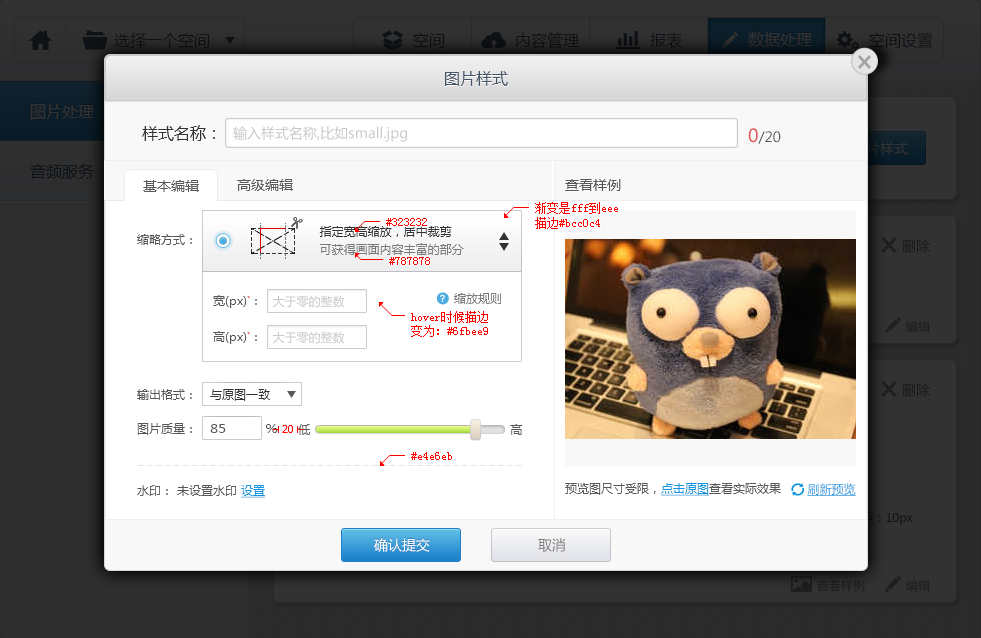 选择一个空间
空间
内容管理
报表
数据处理
空间设置
图片处理
音频服务
图片样式
样式名称：
输入样式名称,比如small.jpg
0/20
片样式
基本编辑
高级编辑
查看样例
缩略方式：
指定宽高缩放，居中裁剪
可获得画面内容丰富的部分
#323232
#787878
渐变是fff到eee
描边#bcc0c4
宽(px)*：
大于零的整数
缩放规则
高(px)*：
大于零的整数
hover时候描边
变为：#6fbee9
输出格式：
与原图一致
图片质量：
85
%
20
低
高
#e4e6eb
水印：
未设置水印
设置
预览图尺寸受限，点击原图查看实际效果
刷新预览
确认提交
取消
删除
编辑
删除
：10px
查看样例
编辑